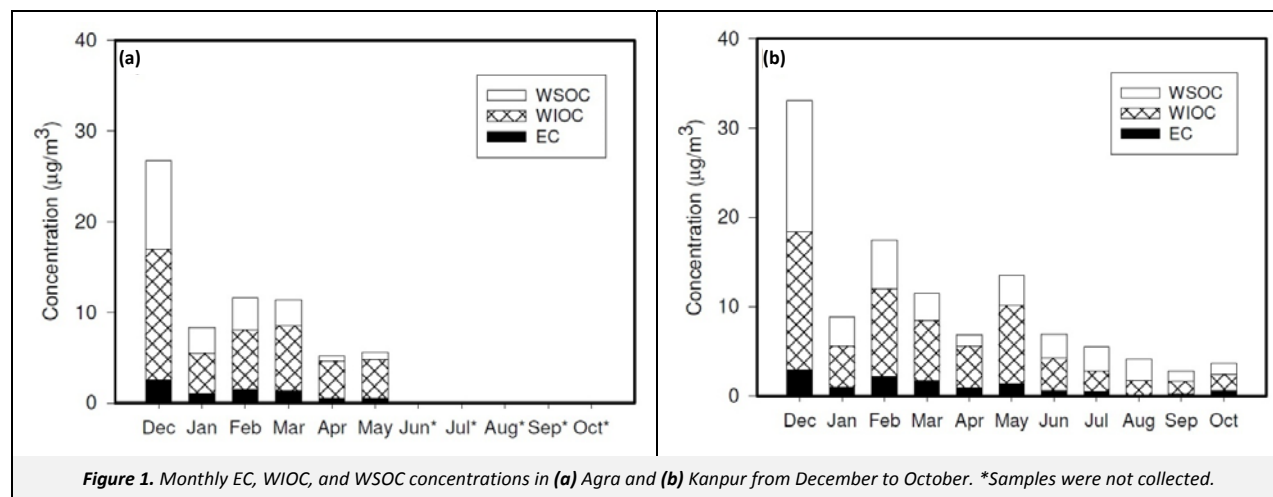 (a)
40
30
20
10
0
Concentration (μg/m³)
WSOC
WIOC
EC
Dec Jan Feb Mar Apr May Jun* Jul* Aug* Sep* Oct*
(b)
40
30
20
10
0
Concentration (μg/m³)
WSOC
WIOC
EC
Dec Jan Feb Mar Apr May Jun Jul Aug Sep Oct
Figure 1. Monthly EC, WIOC, and WSOC concentrations in (a) Agra and (b) Kanpur from December to October. *Samples were not collected.